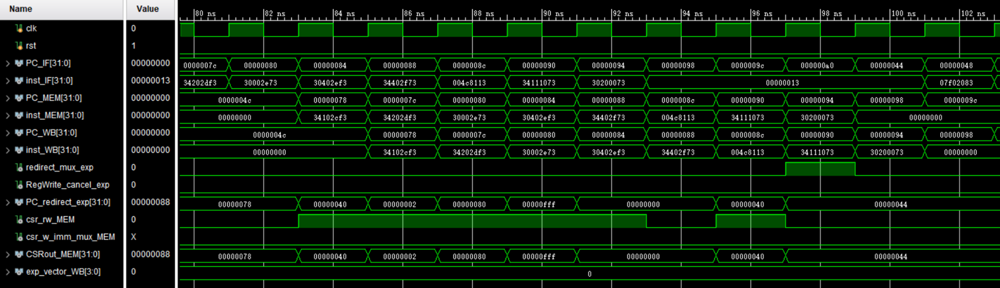 Name Value 80 ns 82 ns 84 ns 86 ns 88 ns 90 ns 92 ns 94 ns 96 ns 98 ns 100 ns 102 ns
clk 0
rst 1
PC_IF[31:0] 00000000 0000007c 00000080 00000084 00000088 0000008c 00000090 00000094 00000098 0000009c 000000a0 00000044 00000048
inst_IF[31:0] 00000013 34202df3 30002e73 30402ef3 34402f73 004c8113 34111073 30200073 00000013 07f02083
PC_MEM[31:0] 00000000 0000004c 00000078 0000007c 00000080 00000084 00000088 0000008c 00000090 00000094 00000098 0000009c
inst_MEM[31:0] 00000000 00000000 34102cf3 34202df3 30002e73 30402ef3 34402f73 004c8113 34111073 30200073 00000000
PC_WB[31:0] 00000000 0000004c 00000078 0000007c 00000080 00000084 00000088 0000008c 00000090 00000094 00000098
inst_WB[31:0] 00000000 00000000 34102cf3 34202df3 30002e73 30402ef3 34402f73 004c8113 34111073 30200073 00000000
redirect_mux_exp 0
RegWrite_cancel_exp 0
PC_redirect_exp[31:0] 00000088 00000078 00000040 00000002 00000080 00000fff 00000000 00000040 00000044
csr_rw_MEM 0
csr_w_imm_mux_MEM X
CSRout_MEM[31:0] 00000088 00000078 00000040 00000002 00000080 00000fff 00000000 00000040 00000044
exp_vector_WB[3:0] 0 0